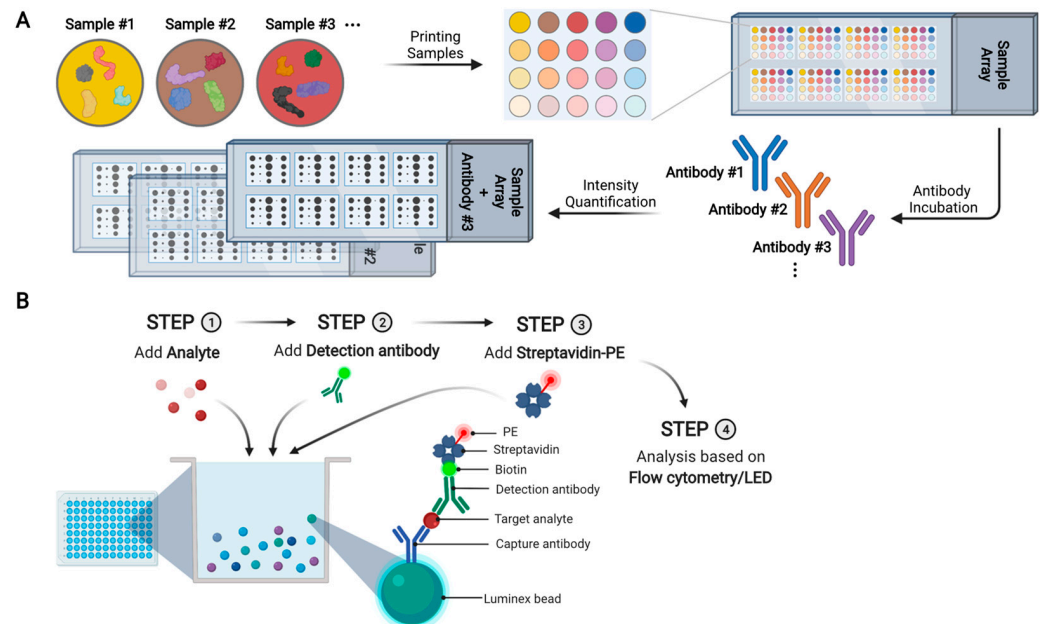 A
Sample #1
Sample #2
Sample #3 ...
Printing
Samples
Sample
Array
Antibody #1
Antibody #2
Antibody #3
...
Antibody
Incubation
Intensity
Quantification
Sample
Array
+
Antibody #3
#2
B
STEP 1
Add Analyte
STEP 2
Add Detection antibody
STEP 3
Add Streptavidin-PE
STEP 4
Analysis based on
Flow cytometry/LED
PE
Streptavidin
Biotin
Detection antibody
Target analyte
Capture antibody
Luminex bead